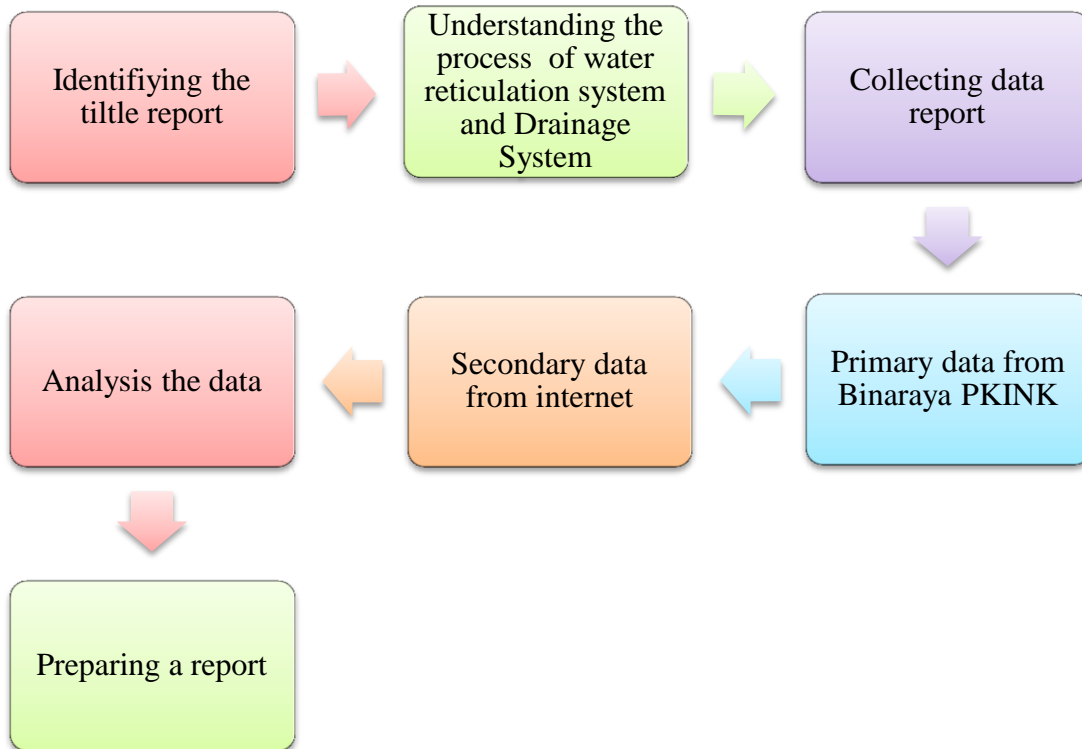 Identifiying the
tiltle report
Understanding the
process of water
reticulation system
and Drainage
System
Collecting data
report
Primary data from
Binaraya PKINK
Secondary data
from internet
Analysis the data
Preparing a report